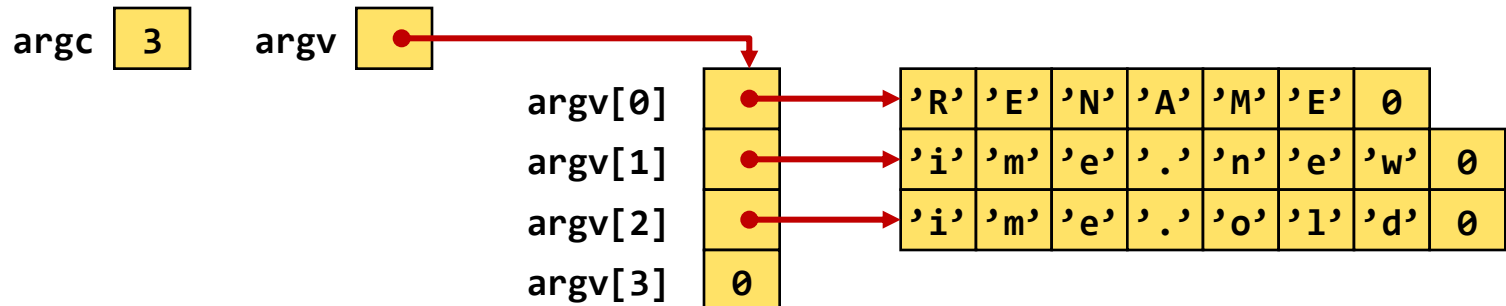 argc 3 argv
argv[0] ’R’ ’E’ ’N’ ’A’ ’M’ ’E’ 0
argv[1] ’i’ ’m’ ’e’ ’.’ ’n’ ’e’ ’w’ 0
argv[2] ’i’ ’m’ ’e’ ’.’ ’o’ ’l’ ’d’ 0
argv[3] 0